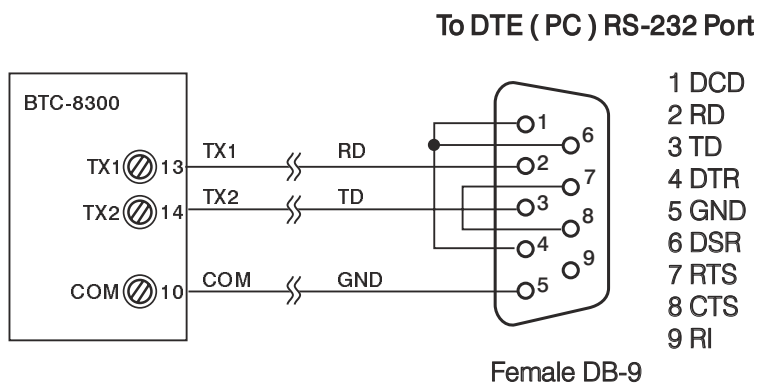 To DTE ( PC ) RS-232 Port
BTC-8300
TX1 13 TX1 RD
TX2 14 TX2 TD
COM 10 COM GND
1
6
2
7
3
8
4
9
5
1 DCD
2 RD
3 TD
4 DTR
5 GND
6 DSR
7 RTS
8 CTS
9 RI
Female DB-9